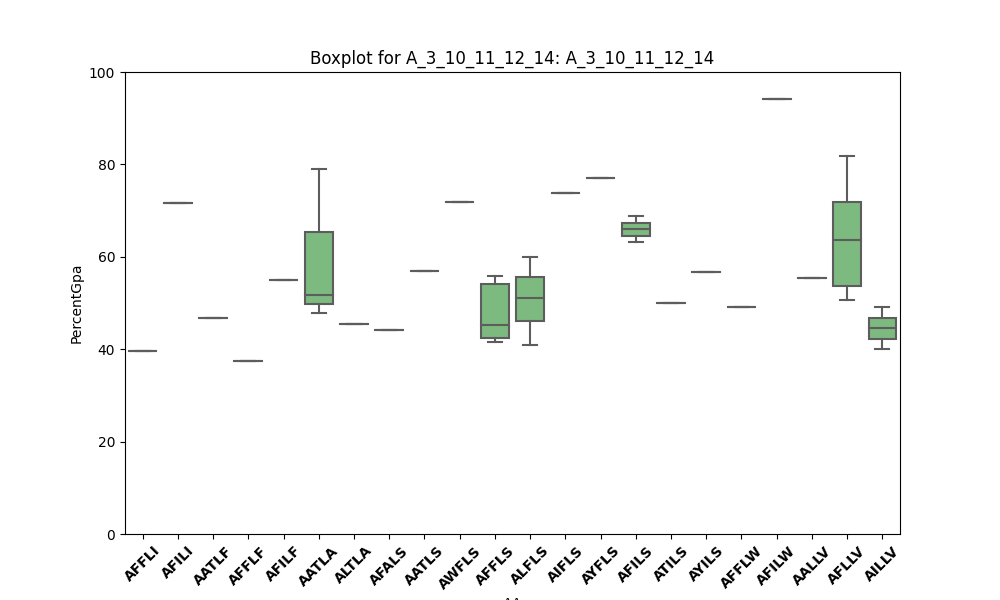 Boxplot for A_3_10_11_12_14: A_3_10_11_12_14
PercentGpa
100
80
60
40
20
0
AFFLI AFILI AATLF AFFLF AFILF AATLA ALTLA AFALS AATLS AWFLS AFFLS ALFLS AIFLS AYFLS AFILS ATILS AYILS AFFLW AFILW AALLV AFLLV AILLV